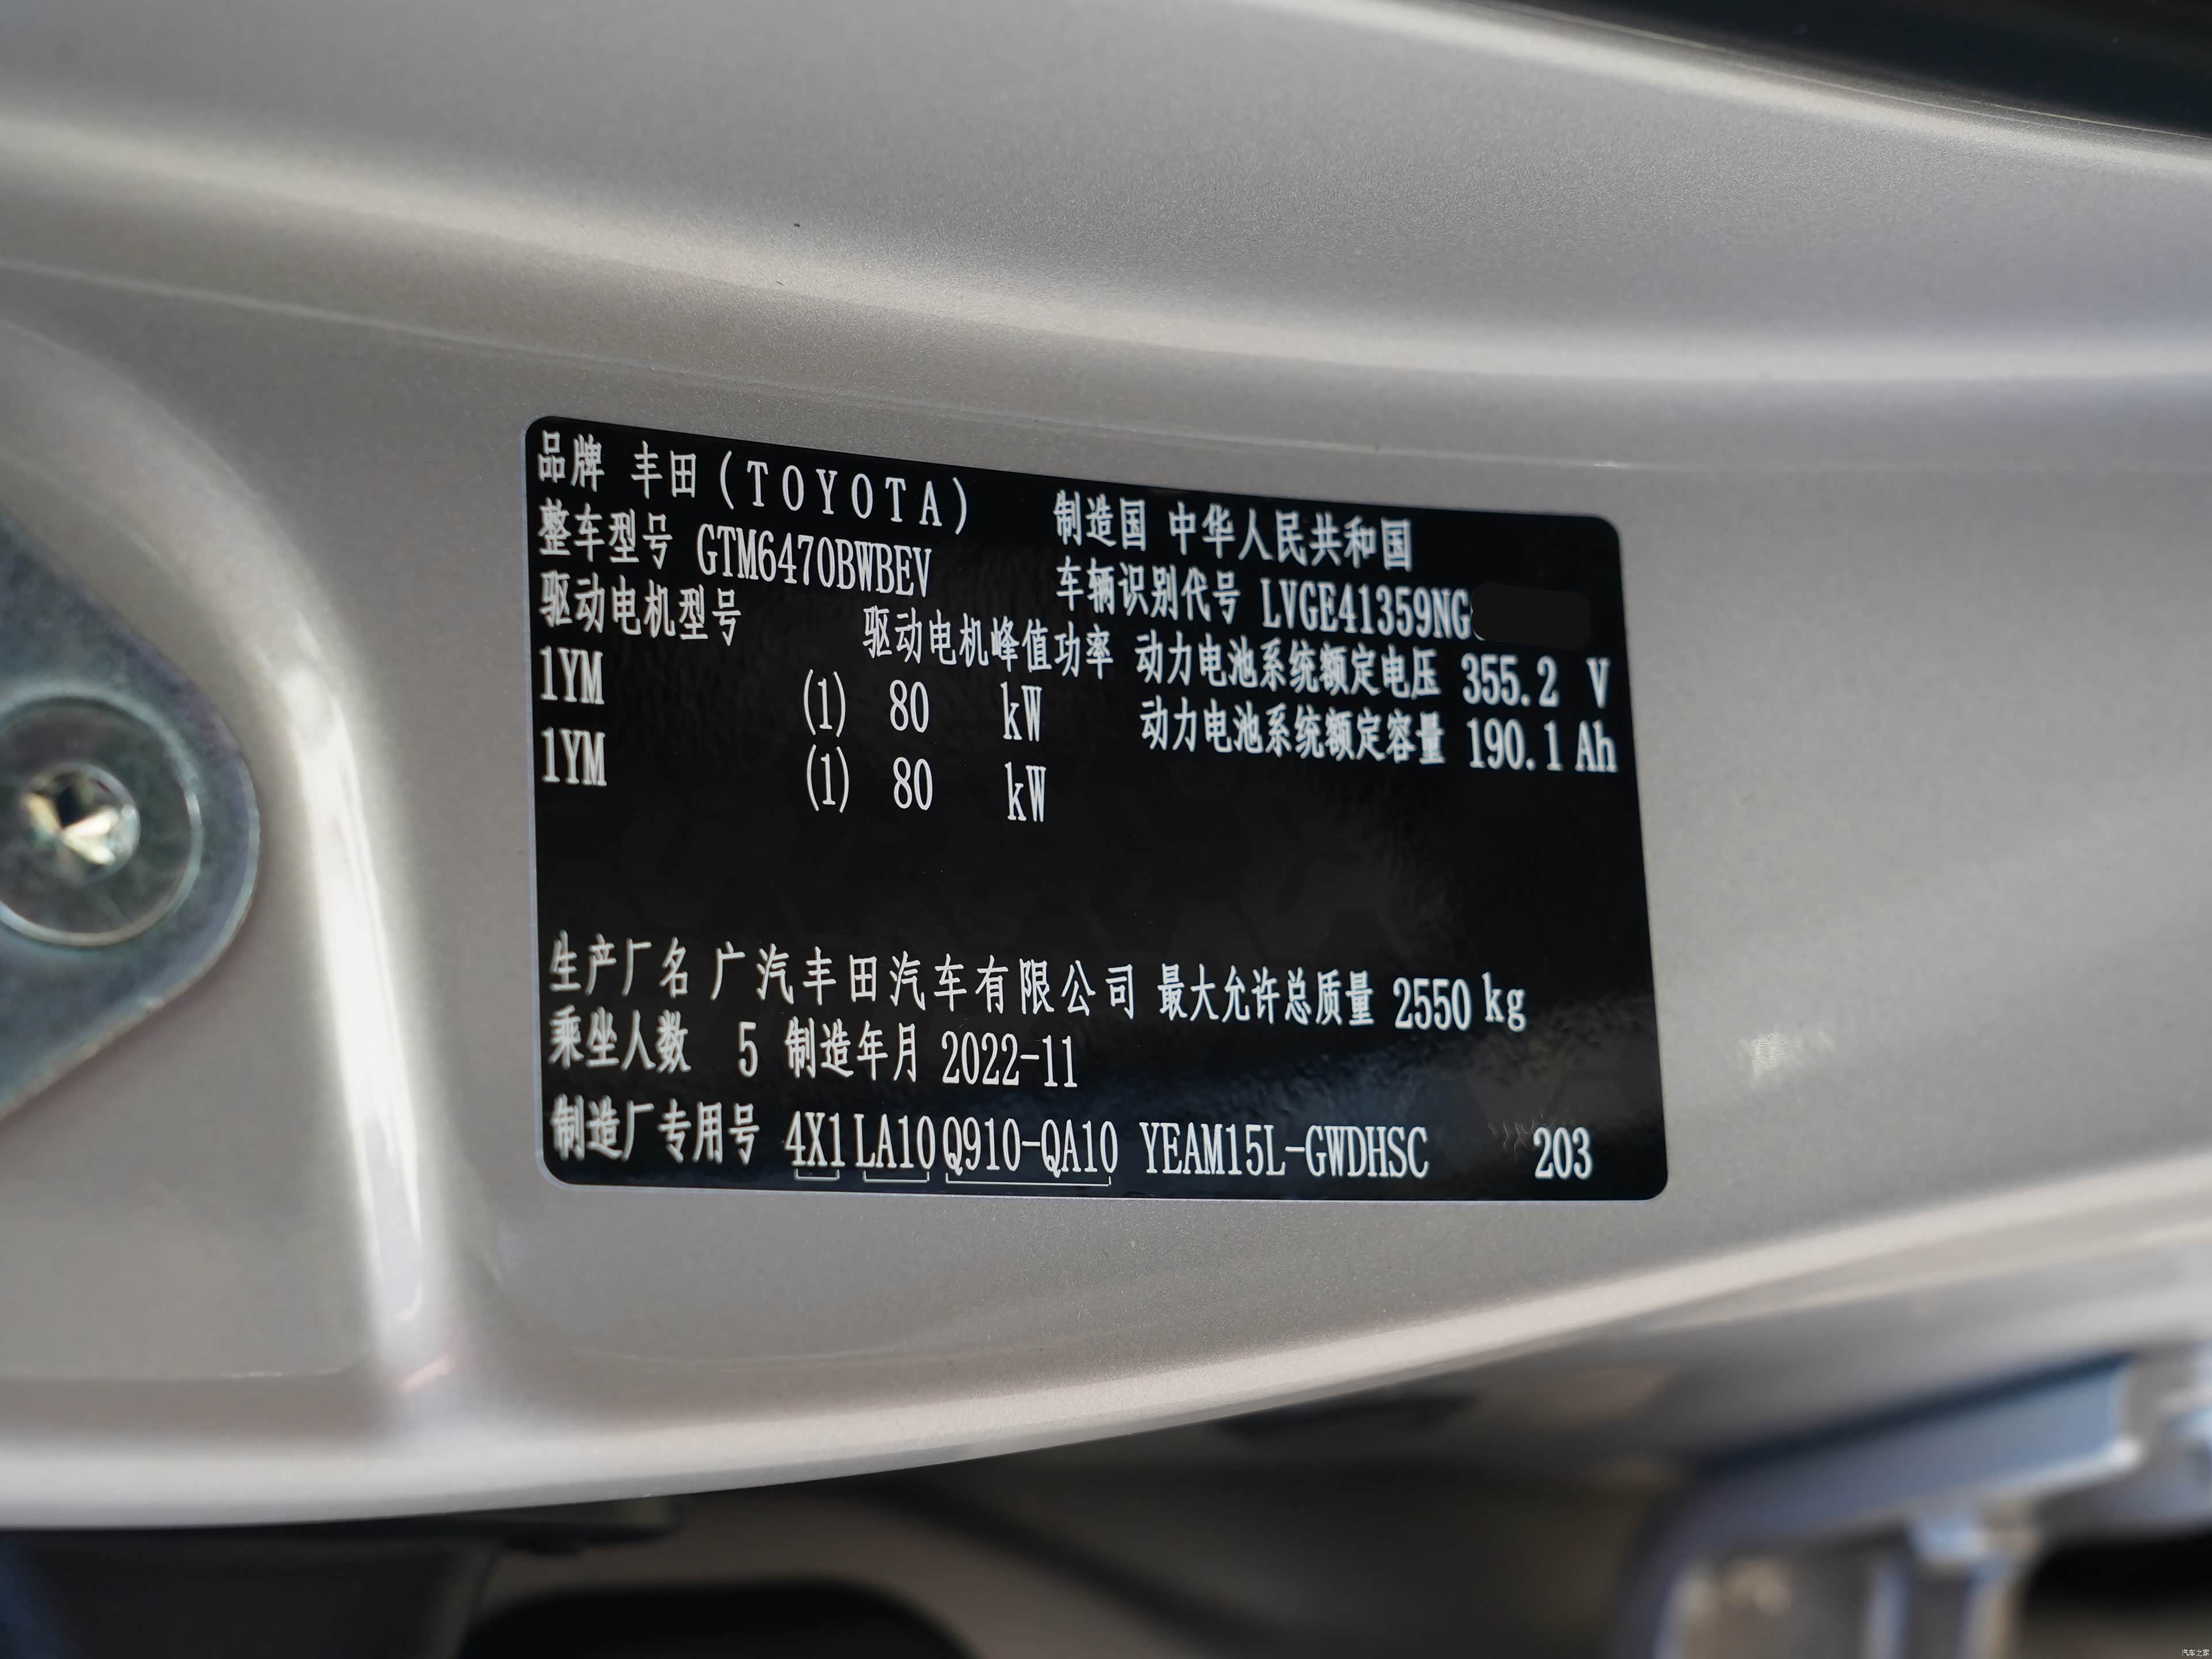 品牌 丰田(TOYOTA) 制造国 中华人民共和国
整车型号 GTM6470BWBEV 车辆识别代号 LVGE41359NG
驱动电机型号 驱动电机峰值功率 动力电池系统额定电压 355.2 V
1YM (1) 80 kW 动力电池系统额定容量 190.1 Ah
1YM (1) 80 kW
生产厂名 广汽丰田汽车有限公司 最大允许总质量 2550 kg
乘坐人数 5 制造年月 2022-11
制造厂专用号 4X1 LA10 Q910-QA10 YEAM15L-GWDHSC 203
汽车之家